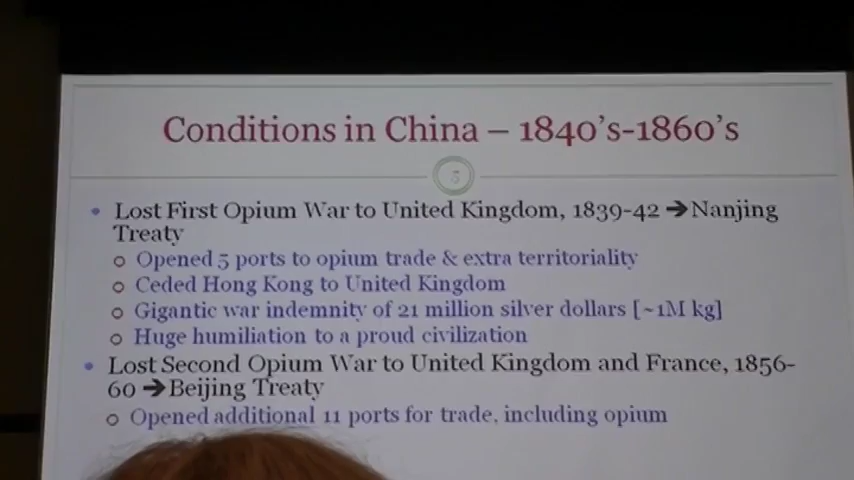 Conditions in China – 1840's-1860's
5
• Lost First Opium War to United Kingdom, 1839-42 ➔Nanjing
Treaty
o Opened 5 ports to opium trade & extra territoriality
o Ceded Hong Kong to United Kingdom
o Gigantic war indemnity of 21 million silver dollars [~1M kg]
o Huge humiliation to a proud civilization
• Lost Second Opium War to United Kingdom and France, 1856-
60 ➔Beijing Treaty
o Opened additional 11 ports for trade, including opium